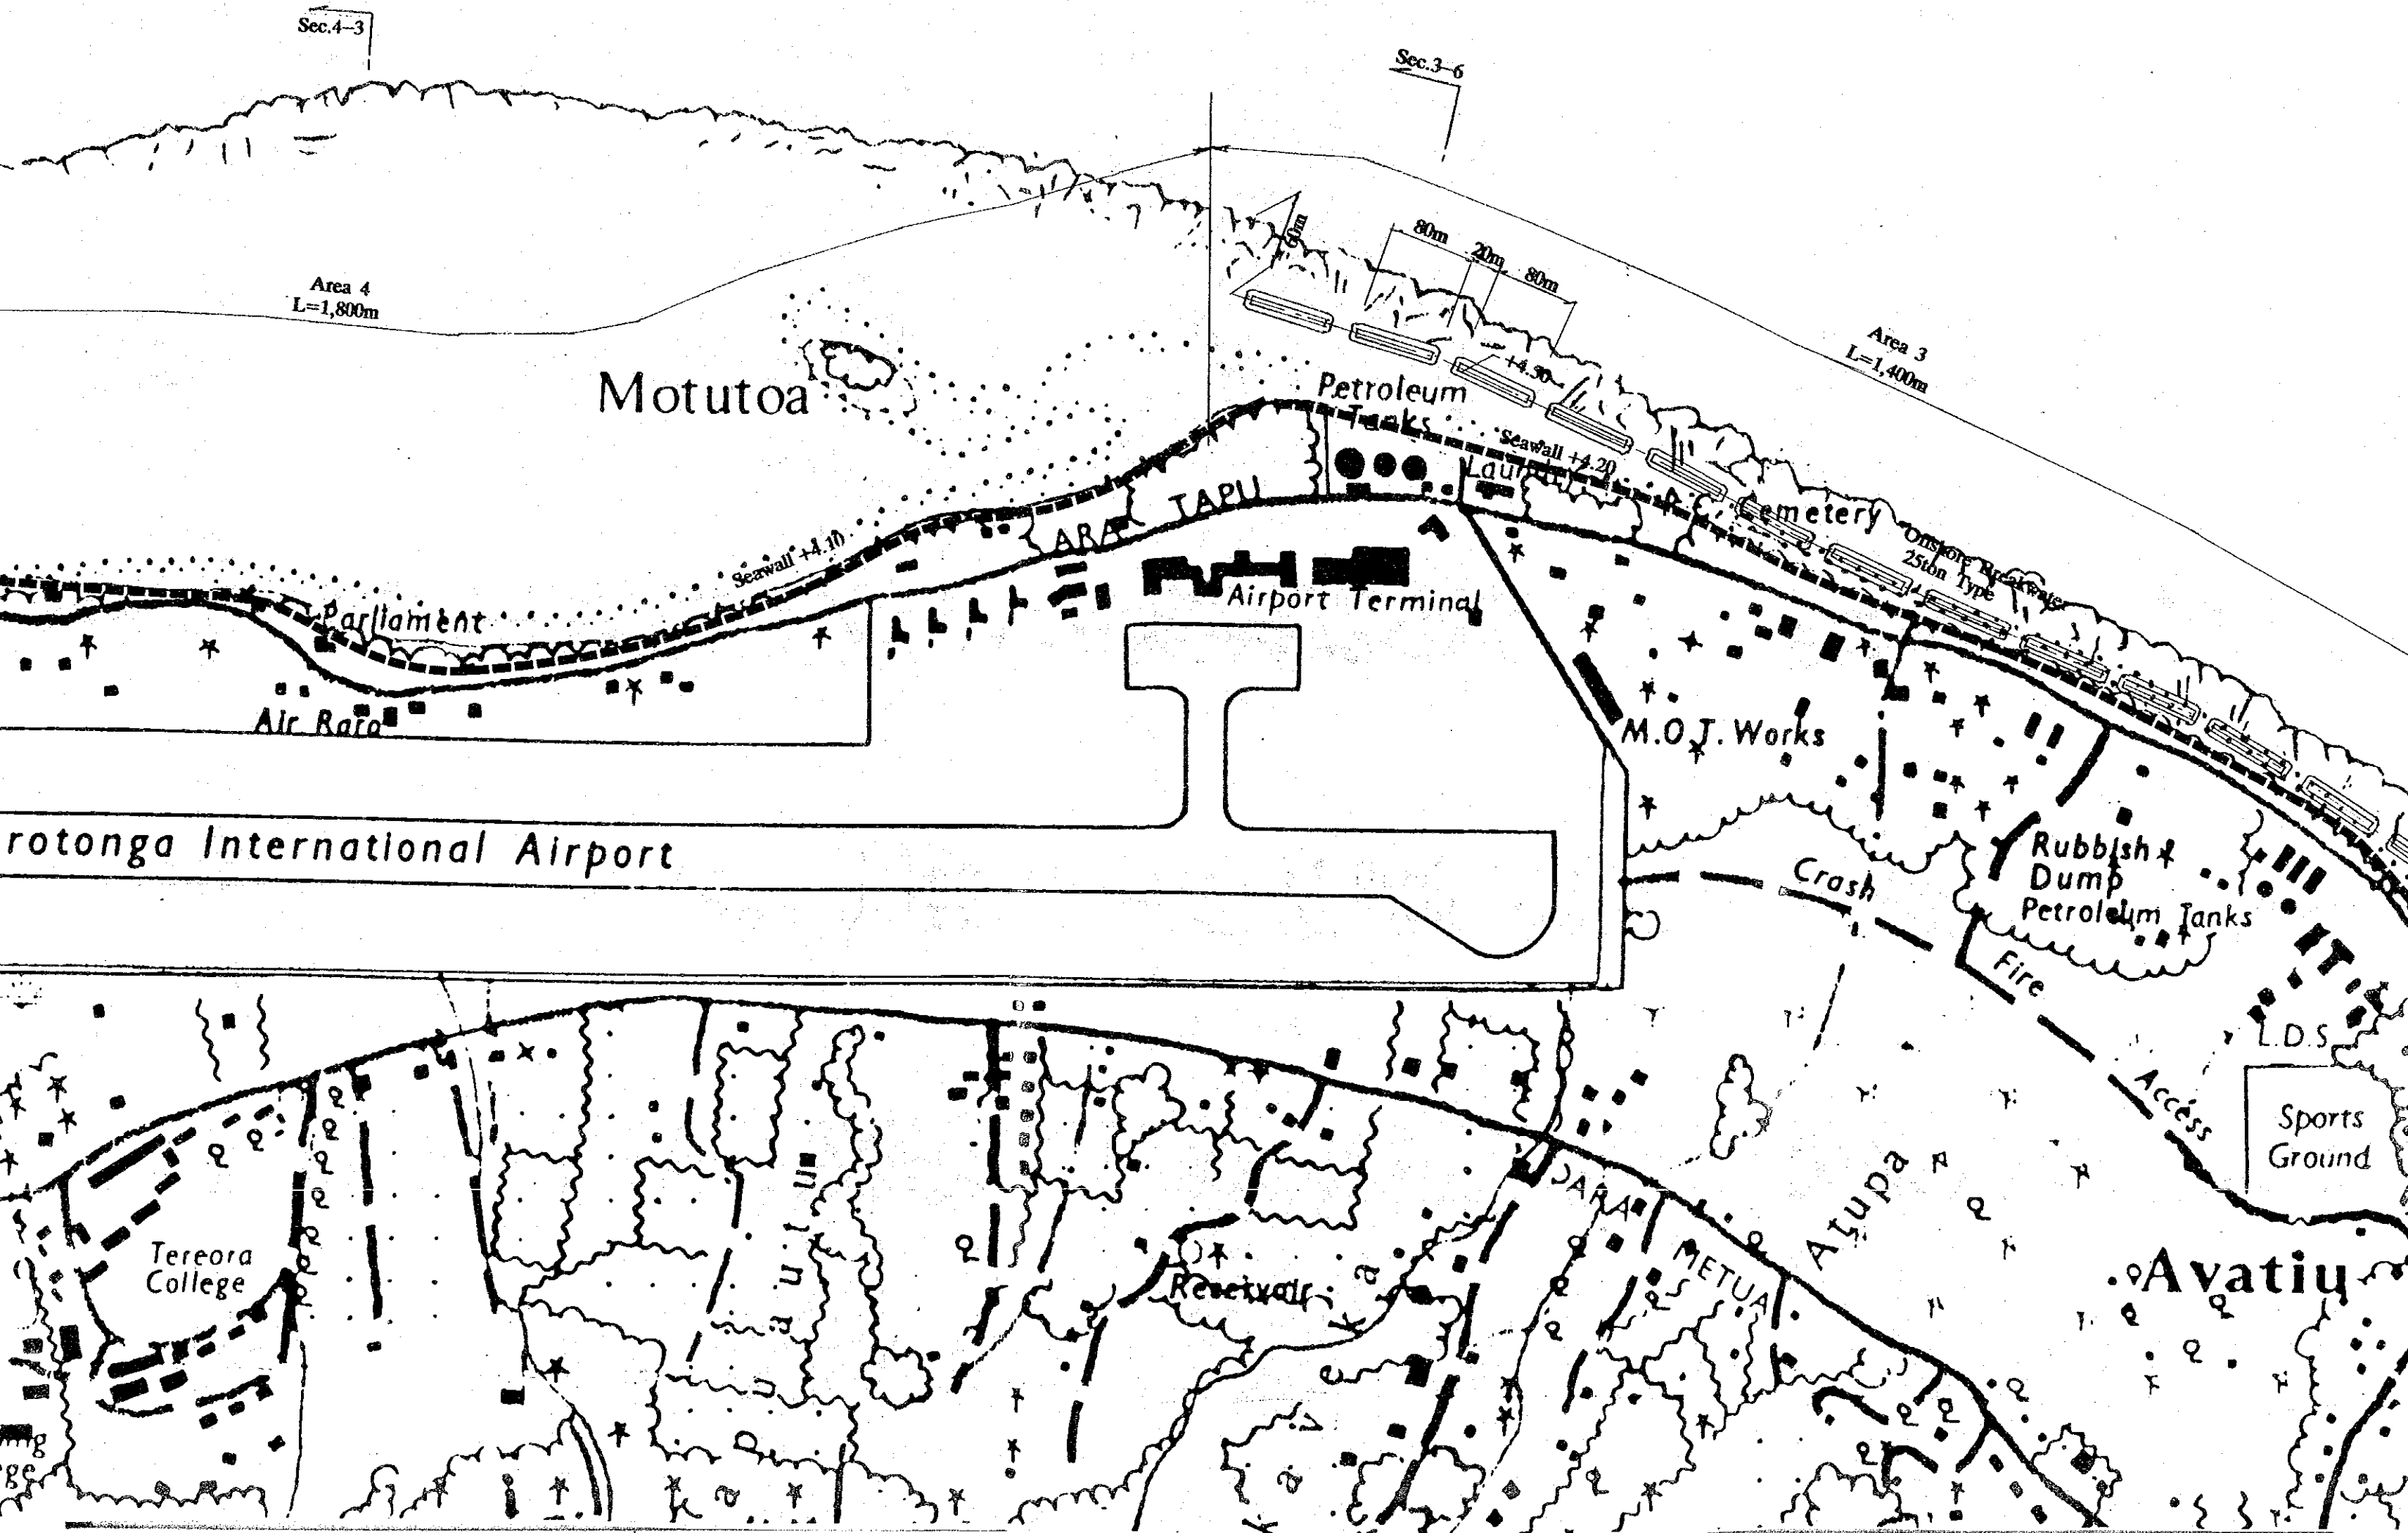 Sec.4-3
Sec.3-6
60m
80m
20m
80m
Area 4
L=1,800m
Area 3
L=1,400m
+4.50
Motutoa
Petroleum
Tanks
Seawall +4.20
Cemetery
Seawall +4.10
ARA TAPU
Offshore Breakwater
25ton Type
Parliament
Airport Terminal
Air Raro
M.O.T. Works
rotonga International Airport
Rubbish
Dump
Petroleum Tanks
Crash
Fire
Access
L.D.S.
Sports
Ground
Tereora
College
Reservoir
ARA
METUA
Atupa
Avatiu